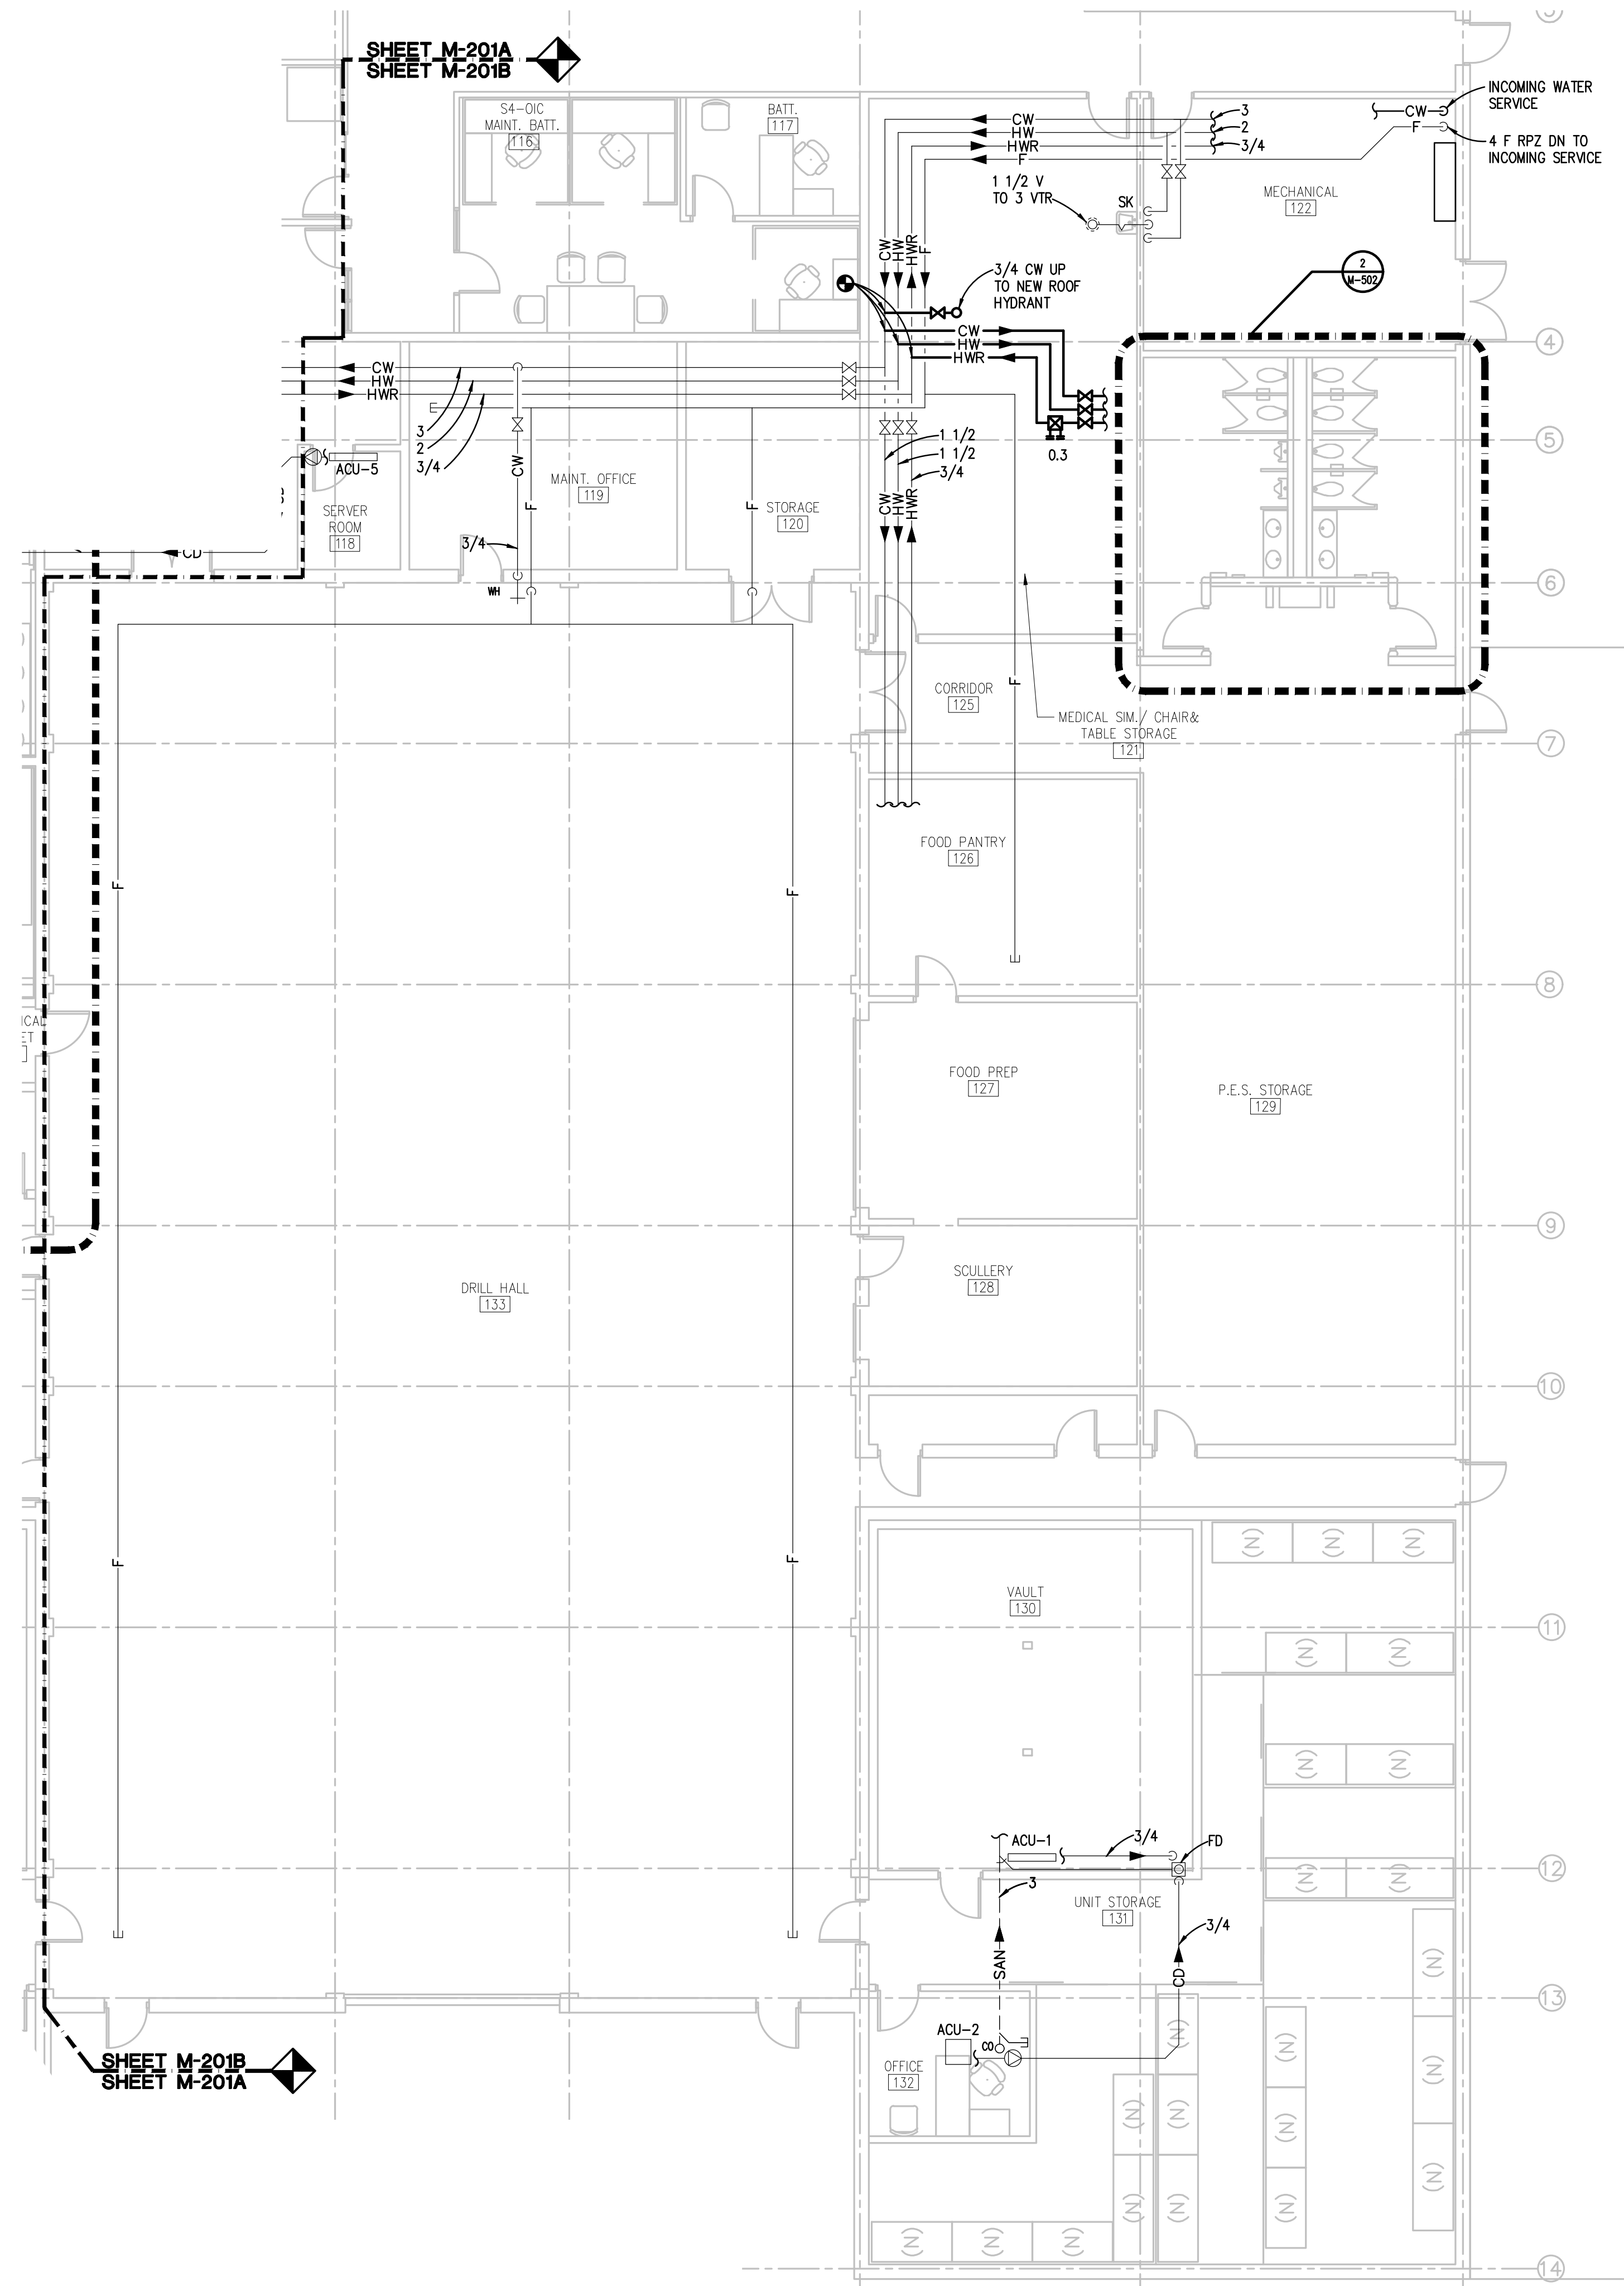 SHEET M-201A
SHEET M-201B
S4-OIC
MAINT. BATT.
116
BATT.
117
CW
HW
HWR
F
3
2
3/4
CW
F
INCOMING WATER
SERVICE
4 F RPZ DN TO
INCOMING SERVICE
1 1/2 V
TO 3 VTR
SK
MECHANICAL
122
CW
HW
HWR
F
3/4 CW UP
TO NEW ROOF
HYDRANT
2
M-502
CW
HW
HWR
4
CW
HW
HWR
3
2
3/4
0.3
5
ACU-5
CW
F
F
1 1/2
1 1/2
3/4
MAINT. OFFICE
119
STORAGE
120
SERVER
ROOM
118
CW
HW
HWR
3/4
CD
WH
6
F
CORRIDOR
125
MEDICAL SIM./ CHAIR&
TABLE STORAGE
121
7
FOOD PANTRY
126
F
F
8
ICAL
ET
FOOD PREP
127
P.E.S. STORAGE
129
9
SCULLERY
128
DRILL HALL
133
10
F
F
Z
Z
Z
VAULT
130
11
Z
Z
Z
Z
ACU-1
3/4
FD
12
Z
Z
3
UNIT STORAGE
131
3/4
SAN
CD
Z
13
ACU-2
CO
Z
Z
Z
OFFICE
132
SHEET M-201B
SHEET M-201A
Z
Z
Z
Z
Z
Z
Z
Z
Z
Z
Z
14